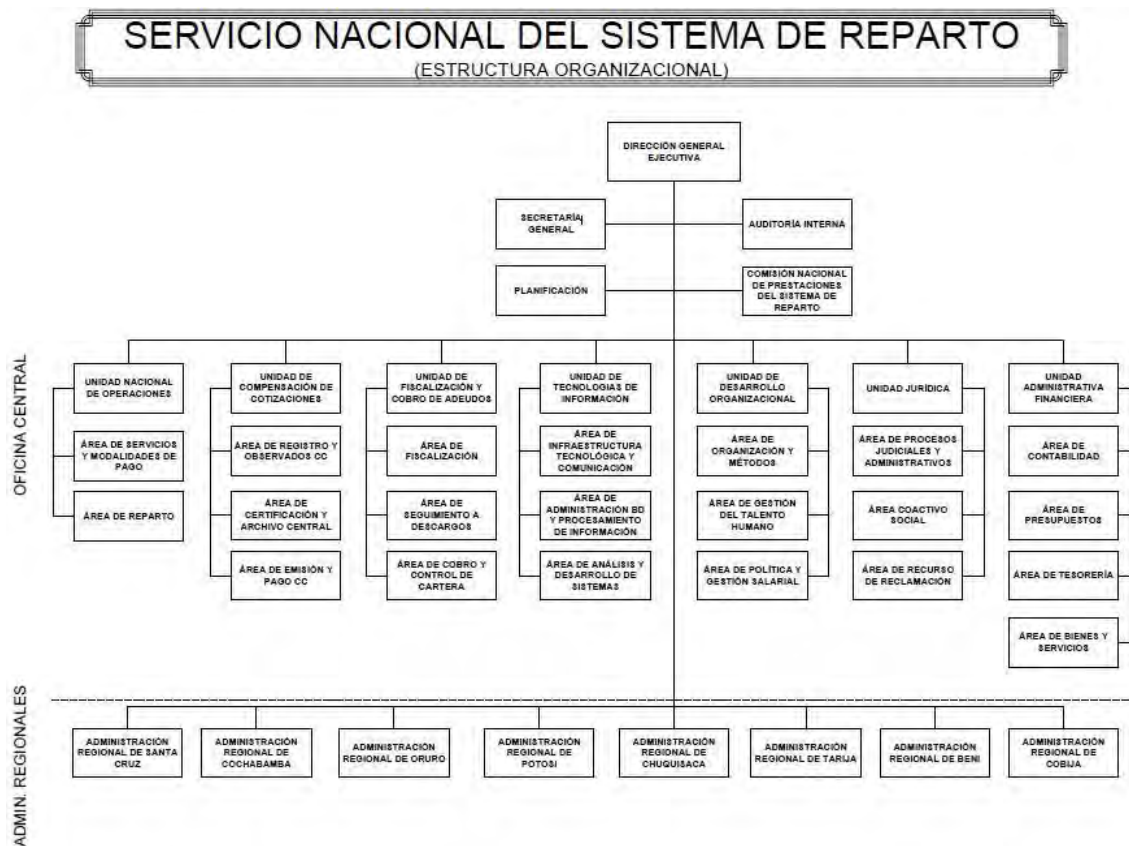 SERVICIO NACIONAL DEL SISTEMA DE REPARTO
(ESTRUCTURA ORGANIZACIONAL)
DIRECCIÓN GENERAL
EJECUTIVA
SECRETARÍA
GENERAL
AUDITORÍA INTERNA
PLANIFICACIÓN
COMISIÓN NACIONAL
DE PRESTACIONES
DEL SISTEMA DE
REPARTO
OFICINA CENTRAL
UNIDAD NACIONAL
DE OPERACIONES
ÁREA DE SERVICIOS
Y MODALIDADES DE
PAGO
ÁREA DE REPARTO
UNIDAD DE
COMPENSACIÓN DE
COTIZACIONES
ÁREA DE REGISTRO Y
OBSERVADOS CC
ÁREA DE
CERTIFICACIÓN Y
ARCHIVO CENTRAL
ÁREA DE EMISIÓN Y
PAGO CC
UNIDAD DE
FISCALIZACIÓN Y
COBRO DE ADEUDOS
ÁREA DE
FISCALIZACIÓN
ÁREA DE
SEGUIMIENTO A
DESCARGOS
ÁREA DE COBRO Y
CONTROL DE
CARTERA
UNIDAD DE
TECNOLOGIAS DE
INFORMACIÓN
ÁREA DE
INFRAESTRUCTURA
TECNOLÓGICA Y
COMUNICACIÓN
ÁREA DE
ADMINISTRACIÓN BD
Y PROCESAMIENTO
DE INFORMACIÓN
ÁREA DE ANÁLISIS Y
DESARROLLO DE
SISTEMAS
UNIDAD DE
DESARROLLO
ORGANIZACIONAL
ÁREA DE
ORGANIZACIÓN Y
MÉTODOS
ÁREA DE GESTIÓN
DEL TALENTO
HUMANO
ÁREA DE POLÍTICA Y
GESTIÓN SALARIAL
UNIDAD JURÍDICA
ÁREA DE PROCESOS
JUDICIALES Y
ADMINISTRATIVOS
ÁREA COACTIVO
SOCIAL
ÁREA DE RECURSO
DE RECLAMACIÓN
UNIDAD
ADMINISTRATIVA
FINANCIERA
ÁREA DE
CONTABILIDAD
ÁREA DE
PRESUPUESTOS
ÁREA DE TESORERÍA
ÁREA DE BIENES Y
SERVICIOS
ADMIN. REGIONALES
ADMINISTRACIÓN
REGIONAL DE SANTA
CRUZ
ADMINISTRACIÓN
REGIONAL DE
COCHABAMBA
ADMINISTRACIÓN
REGIONAL DE ORURO
ADMINISTRACIÓN
REGIONAL DE
POTOSI
ADMINISTRACIÓN
REGIONAL DE
CHUQUISACA
ADMINISTRACIÓN
REGIONAL DE TARIJA
ADMINISTRACIÓN
REGIONAL DE BENI
ADMINISTRACIÓN
REGIONAL DE
COBIJA